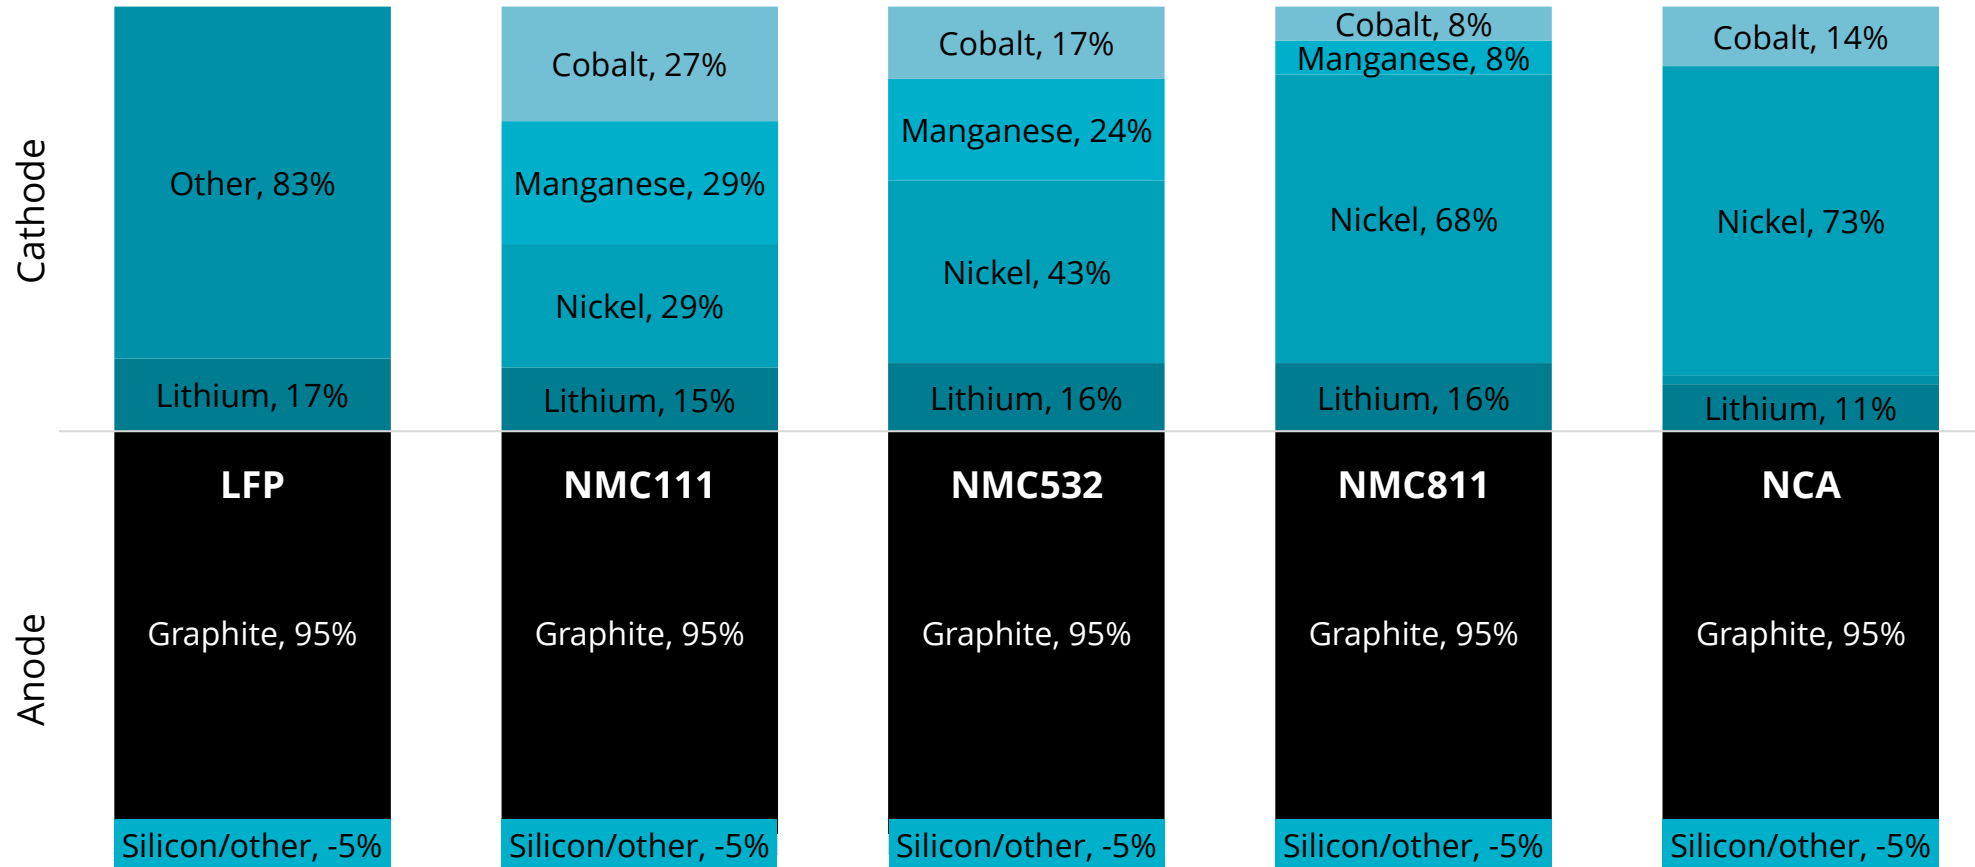 Cathode
Other, 83%
Lithium, 17%
Cobalt, 27%
Manganese, 29%
Nickel, 29%
Lithium, 15%
Cobalt, 17%
Manganese, 24%
Nickel, 43%
Lithium, 16%
Cobalt, 8%
Manganese, 8%
Nickel, 68%
Lithium, 16%
Cobalt, 14%
Nickel, 73%
Lithium, 11%
Anode
LFP
Graphite, 95%
Silicon/other, -5%
NMC111
Graphite, 95%
Silicon/other, -5%
NMC532
Graphite, 95%
Silicon/other, -5%
NMC811
Graphite, 95%
Silicon/other, -5%
NCA
Graphite, 95%
Silicon/other, -5%